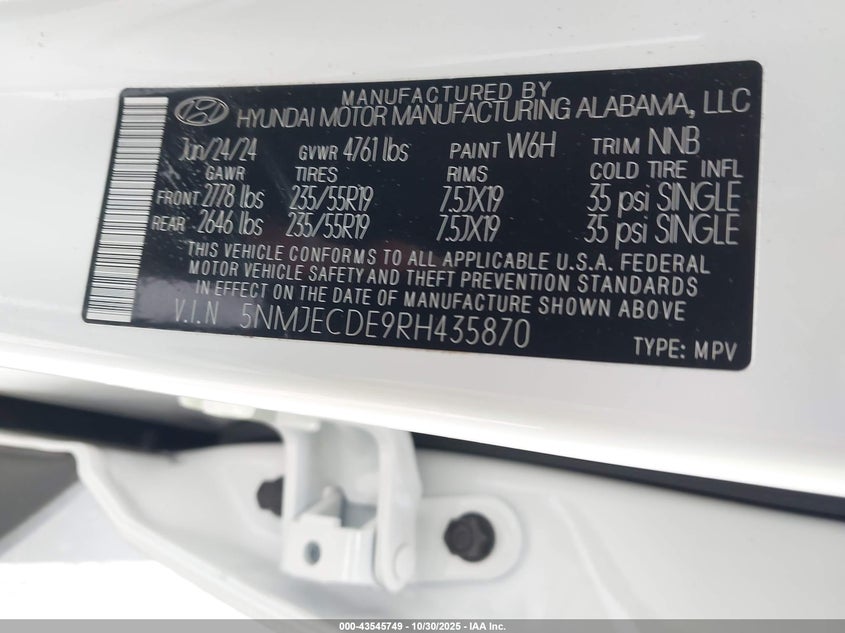 MANUFACTURED BY
HYUNDAI MOTOR MANUFACTURING ALABAMA, LLC
Jun/24/24 GVWR 4761 lbs PAINT W6H TRIM NNB
GAWR TIRES RIMS COLD TIRE INFL
FRONT 2778 lbs 235/55R19 7.5JX19 35 psi SINGLE
REAR 2646 lbs 235/55R19 7.5JX19 35 psi SINGLE
THIS VEHICLE CONFORMS TO ALL APPLICABLE U.S.A. FEDERAL
MOTOR VEHICLE SAFETY AND THEFT PREVENTION STANDARDS
IN EFFECT ON THE DATE OF MANUFACTURE SHOWN ABOVE
V.I.N 5NMJECDE9RH435870
TYPE: MPV
000-43545749 - 10/30/2025 - IAA Inc.